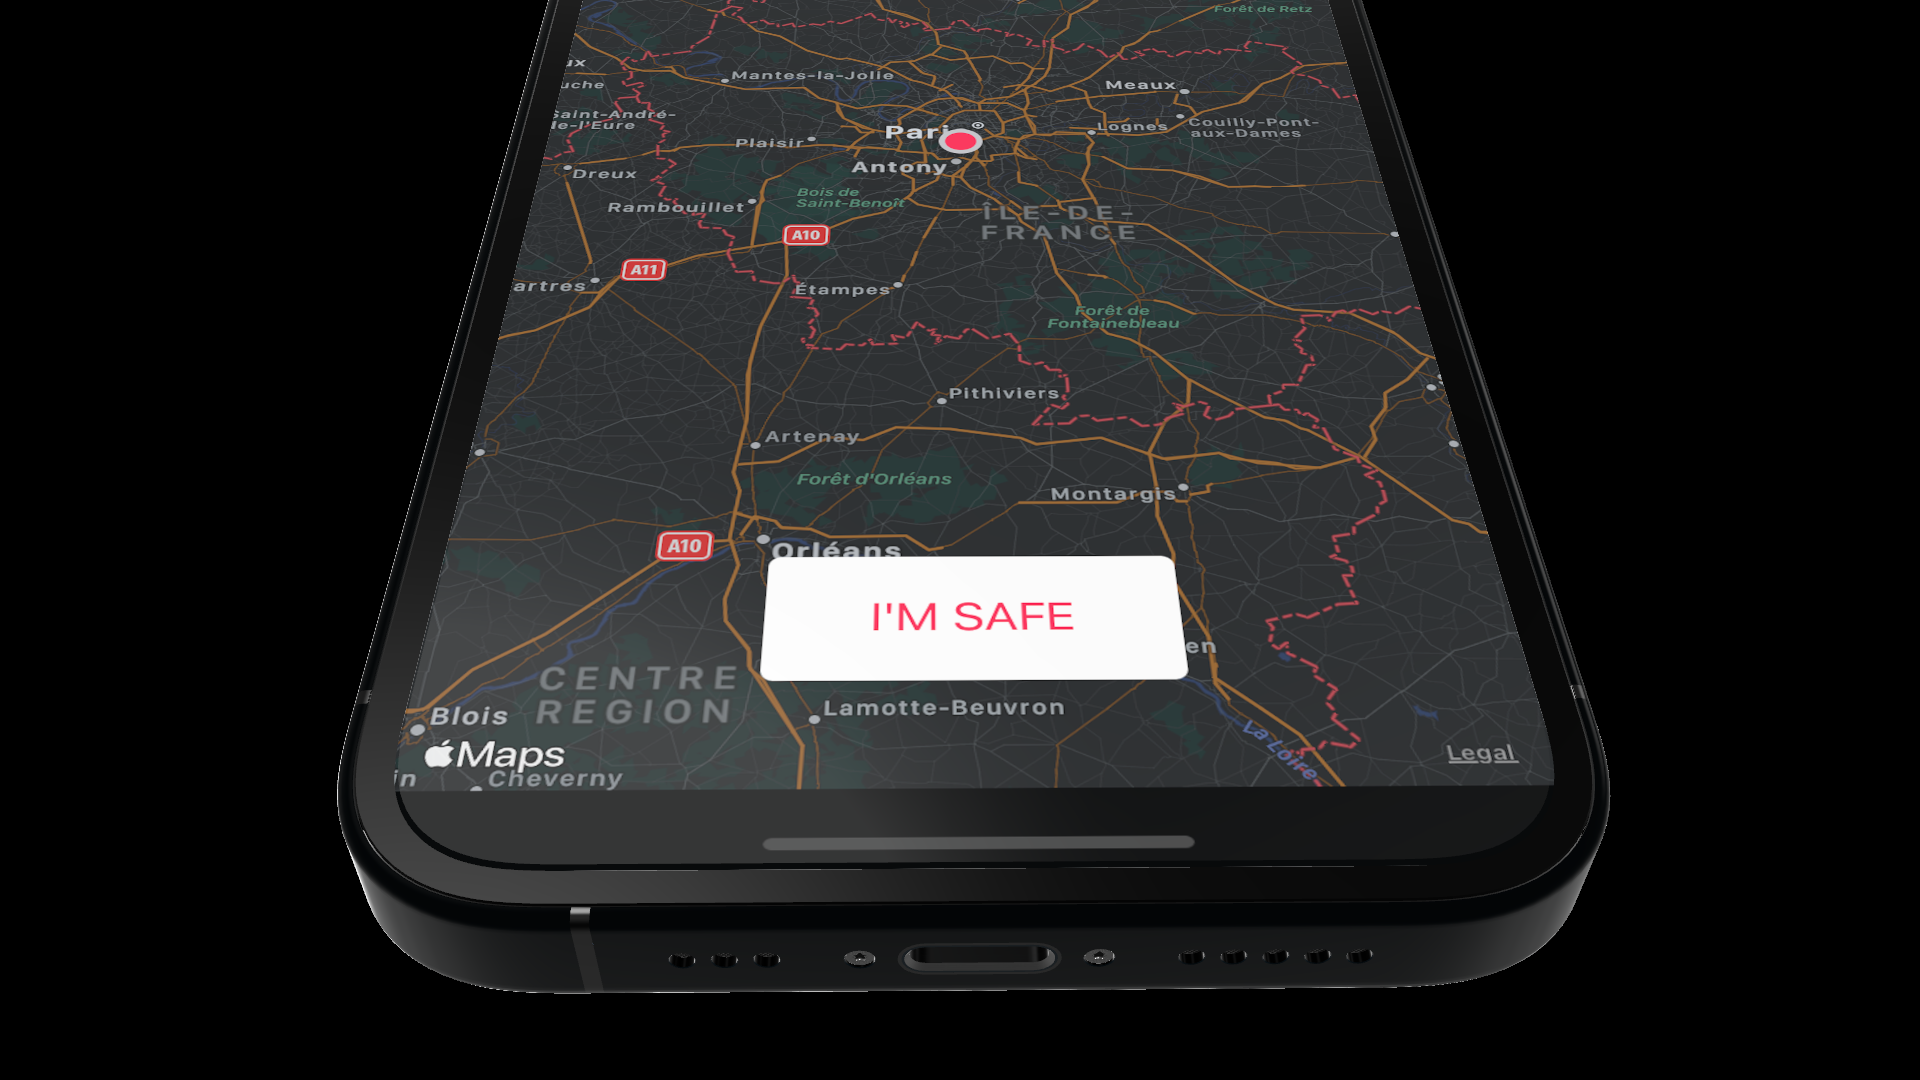 Forêt de Retz
ux
Mantes-la-Jolie
uche
Meaux
Saint-André-
de-l'Eure
Pari
Lognes
Couilly-Pont-
aux-Dames
Plaisir
Antony
Dreux
Bois de
Saint-Benoît
Rambouillet
ÎLE-DE-
FRANCE
A10
A11
artres
Étampes
Forêt de
Fontainebleau
Pithiviers
Artenay
Forêt d'Orléans
Montargis
A10
Orléans
I'M SAFE
en
CENTRE
REGION
Blois
Lamotte-Beuvron
La Loire
Maps
Legal
in
Cheverny